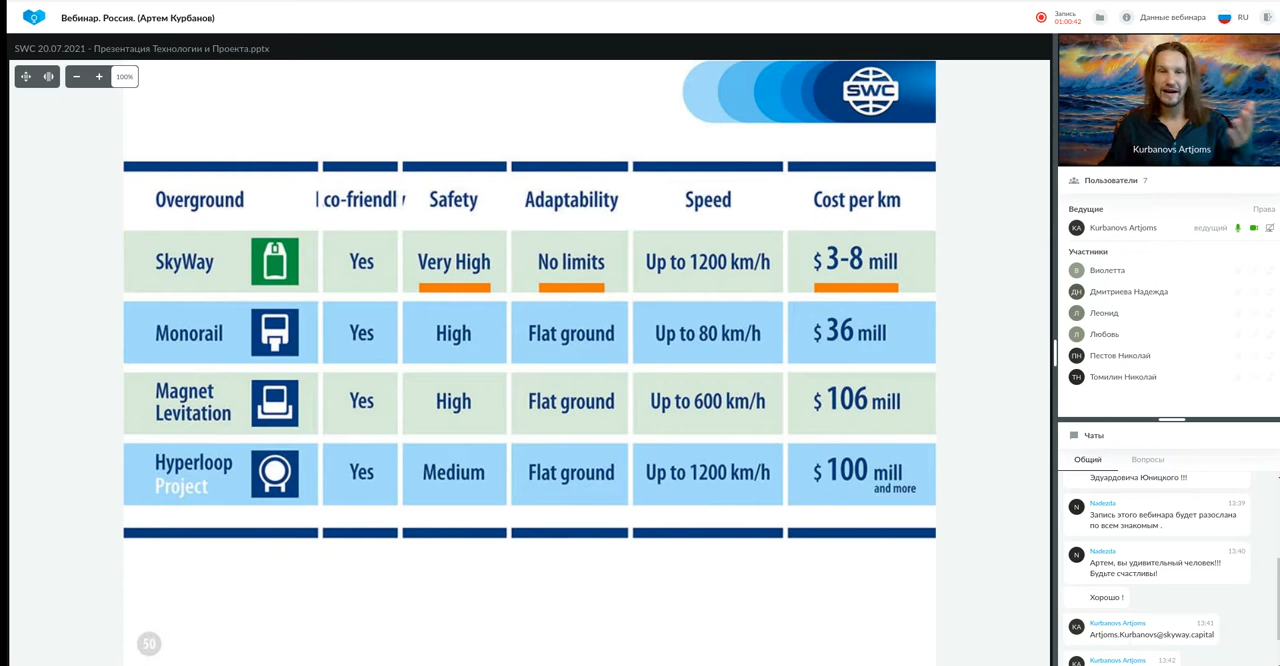 Вебинар. Россия. (Артем Курбанов)
Запись
01:00:42
Данные вебинара
RU
SWC 20.07.2021 - Презентация Технологии и Проекта.pptx
100%
SWC
Overground co-friendl Safety Adaptability Speed Cost per km
SkyWay Yes Very High No limits Up to 1200 km/h $ 3-8 mill
Monorail Yes High Flat ground Up to 80 km/h $ 36 mill
Magnet
Levitation Yes High Flat ground Up to 600 km/h $ 106 mill
Hyperloop
Project Yes Medium Flat ground Up to 1200 km/h $ 100 mill
and more
50
Kurbanovs Artjoms
Пользователи 7
Ведущие Права
KA Kurbanovs Artjoms ведущий
Участники
В Виолетта
ДН Дмитриева Надежда
Л Леонид
Л Любовь
ПН Пестов Николай
ТН Томилин Николай
Чаты
Общий Вопросы
Эдуардовича Юницкого !!!
N Nadezda 13:39
Запись этого вебинара будет разослана
по всем знакомым .
N Nadezda 13:40
Артем, вы удивительный человек!!!
Будьте счастливы!
Хорошо !
KA Kurbanovs Artjoms 13:41
Artjoms.Kurbanovs@skyway.capital
KA Kurbanovs Artjoms 13:42